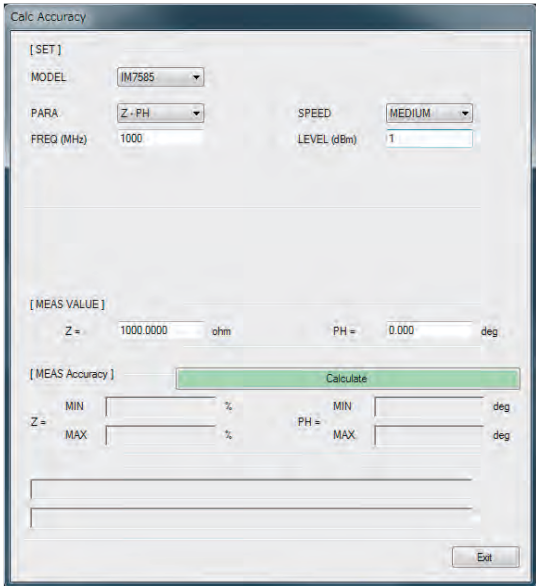 Calc Accuracy
[ SET ]
MODEL IM7585
PARA Z - PH SPEED MEDIUM
FREQ (MHz) 1000 LEVEL (dBm) 1
[ MEAS VALUE ]
Z = 1000.0000 ohm PH = 0.000 deg
[ MEAS Accuracy ] Calculate
MIN % MIN deg
Z = PH =
MAX % MAX deg
Exit